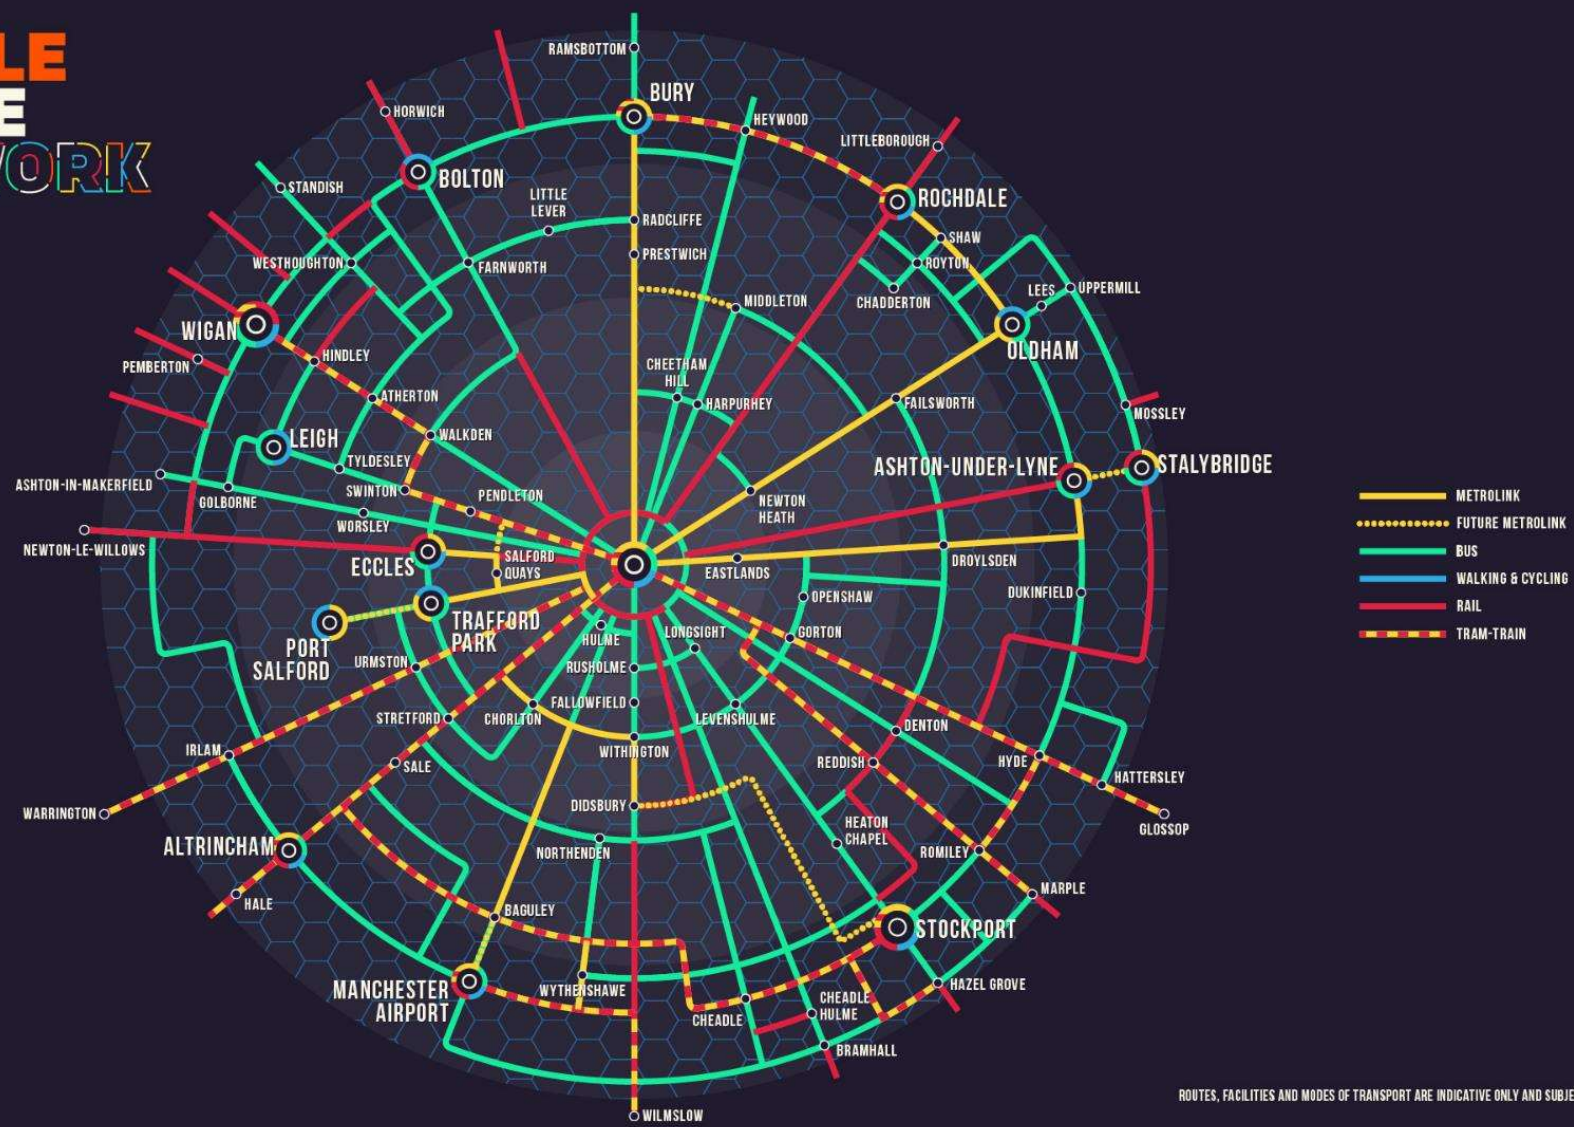 LE
E
ORK
RAMSBOTTOM
BURY
HORWICH
HEYWOOD
LITTLEBOROUGH
BOLTON
STANDISH
LITTLE
LEVER
ROCHDALE
RADCLIFFE
SHAW
PRESTWICH
WESTHOUGHTON
FARNWORTH
ROYTON
CHADDERTON
LEES
UPPERMILL
MIDDLETON
WIGAN
OLDHAM
HINDLEY
PEMBERTON
CHEETHAM
HILL
ATHERTON
HARPURHEY
FAILSWORTH
MOSSLEY
LEIGH
WALKDEN
TYLDESLEY
ASHTON-UNDER-LYNE
STALYBRIDGE
ASHTON-IN-MAKERFIELD
GOLBORNE
SWINTON
PENDLETON
NEWTON
HEATH
WORSLEY
NEWTON-LE-WILLOWS
ECCLES
SALFORD
QUAYS
EASTLANDS
DROYLSDEN
OPENSHAW
DUKINFIELD
PORT
SALFORD
TRAFFORD
PARK
HULME
LONGSIGHT
GORTON
URMSTON
RUSHOLME
STRETFORD
CHORLTON
FALLOWFIELD
LEVENSHULME
DENTON
IRLAM
SALE
WITHINGTON
REDDISH
HYDE
HATTERSLEY
WARRINGTON
DIDSBURY
GLOSSOP
ALTRINCHAM
NORTHENDEN
HEATON
CHAPEL
ROMILEY
MARPLE
HALE
BAGULEY
STOCKPORT
MANCHESTER
AIRPORT
WYTHENSHAWE
CHEADLE
CHEADLE
HULME
HAZEL GROVE
BRAMHALL
WILMSLOW
METROLINK
FUTURE METROLINK
BUS
WALKING & CYCLING
RAIL
TRAM-TRAIN
ROUTES, FACILITIES AND MODES OF TRANSPORT ARE INDICATIVE ONLY AND SUBJE